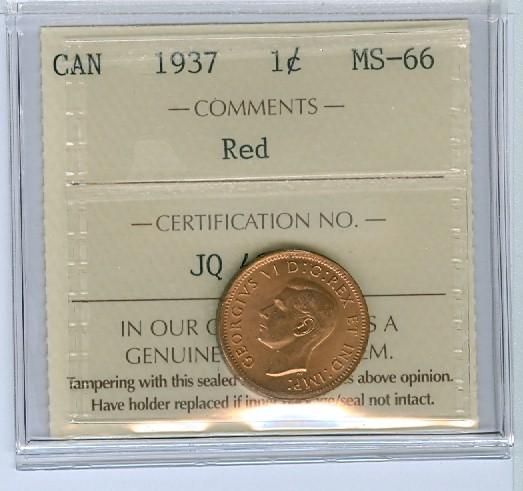 CAN 1937 1¢ MS-66
— COMMENTS —
Red
— CERTIFICATION NO. —
JQ
GEORGIVS VI D:G:REX ET IND:IMP:
IN OUR A
GENUINE
Tampering with this sealed above opinion.
Have holder replaced if seal not intact.